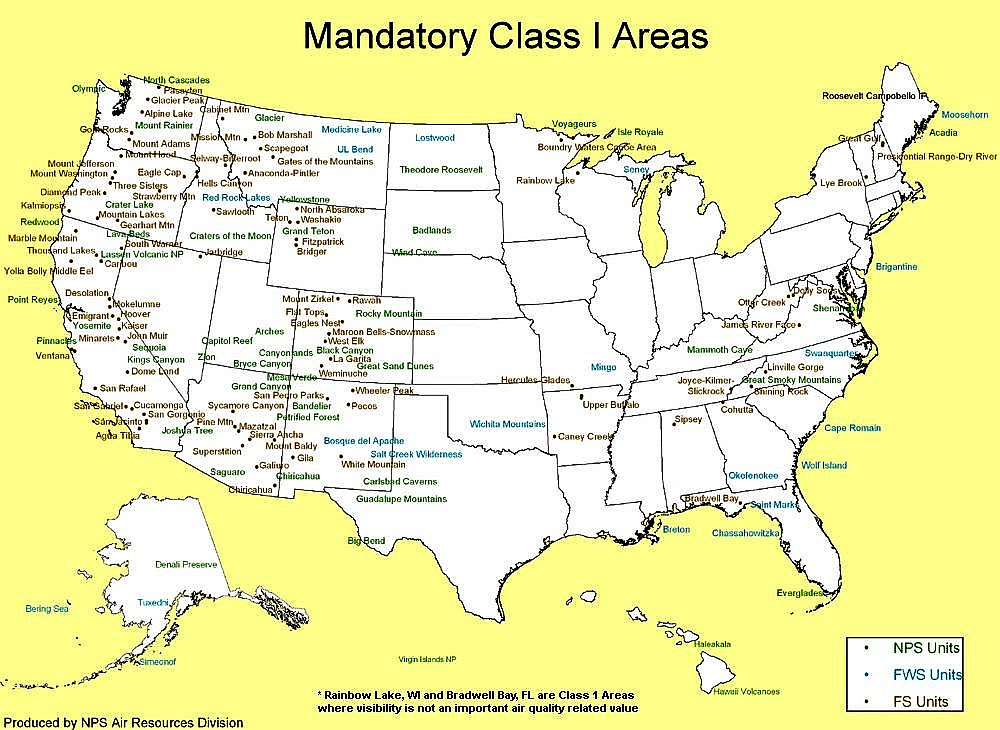 Mandatory Class I Areas
North Cascades
Pasayten
Olympic
Glacier Peak
Alpine Lake
Cabinet Mtn
Glacier
Goat Rocks
Mount Rainier
Mission Mtn
Bob Marshall
Medicine Lake
Lostwood
Mount Adams
Scapegoat
UL Bend
Mount Hood
Selway-Bitterroot
Gates of the Mountains
Mount Jefferson
Mount Washington
Eagle Cap
Anaconda-Pintler
Theodore Roosevelt
Three Sisters
Hells Canyon
Diamond Peak
Strawberry Mtn
Red Rock Lakes
Yellowstone
Kalmiopsis
Crater Lake
Sawtooth
North Absaroka
Teton
Washakie
Redwood
Mountain Lakes
Gearhart Mtn
Grand Teton
Badlands
Marble Mountain
Lava Beds
Craters of the Moon
Fitzpatrick
South Warner
Bridger
Wind Cave
Thousand Lakes
Lassen Volcanic NP
Jarbridge
Caribou
Yolla Bolly Middle Eel
Point Reyes
Desolation
Mokelumne
Mount Zirkel
Rawah
Emigrant
Hoover
Flat Tops
Rocky Mountain
Yosemite
Kaiser
Eagles Nest
Pinnacles
Minarets
John Muir
Arches
Maroon Bells-Snowmass
Capitol Reef
West Elk
Ventana
Sequoia
Canyonlands
Black Canyon
Kings Canyon
Zion
Bryce Canyon
La Garita
Great Sand Dunes
Dome Land
Weminuche
Mesa Verde
San Rafael
Grand Canyon
San Pedro Parks
Wheeler Peak
San Gabriel
Cucamonga
Sycamore Canyon
Bandelier
Pecos
San Gorgonio
San Jacinto
Pine Mtn
Mazatzal
Petrified Forest
Agua Tibia
Joshua Tree
Sierra Ancha
Superstition
Mount Baldy
Bosque del Apache
Gila
Salt Creek Wilderness
Saguaro
Galiuro
White Mountain
Chiricahua
Chiricahua
Carlsbad Caverns
Guadalupe Mountains
Big Bend
Voyageurs
Isle Royale
Boundry Waters Canoe Area
Rainbow Lake
Seney
Roosevelt Campobello IP
Moosehorn
Acadia
Great Gulf
Presidential Range-Dry River
Lye Brook
Brigantine
Dolly Sods
Otter Creek
Shenandoah
James River Face
Mammoth Cave
Swanquarter
Mingo
Linville Gorge
Hercules-Glades
Joyce-Kilmer-
Slickrock
Great Smoky Mountains
Shining Rock
Upper Buffalo
Cohutta
Wichita Mountains
Sipsey
Cape Romain
Caney Creek
Wolf Island
Okefenokee
Bradwell Bay
Saint Mark
Breton
Chassahowitzka
Everglades
Denali Preserve
Bering Sea
Tuxedni
Simeonof
Virgin Islands NP
Haleakala
Hawaii Volcanoes
NPS Units
FWS Units
FS Units
* Rainbow Lake, WI and Bradwell Bay, FL are Class 1 Areas
where visibility is not an important air quality related value
Produced by NPS Air Resources Division